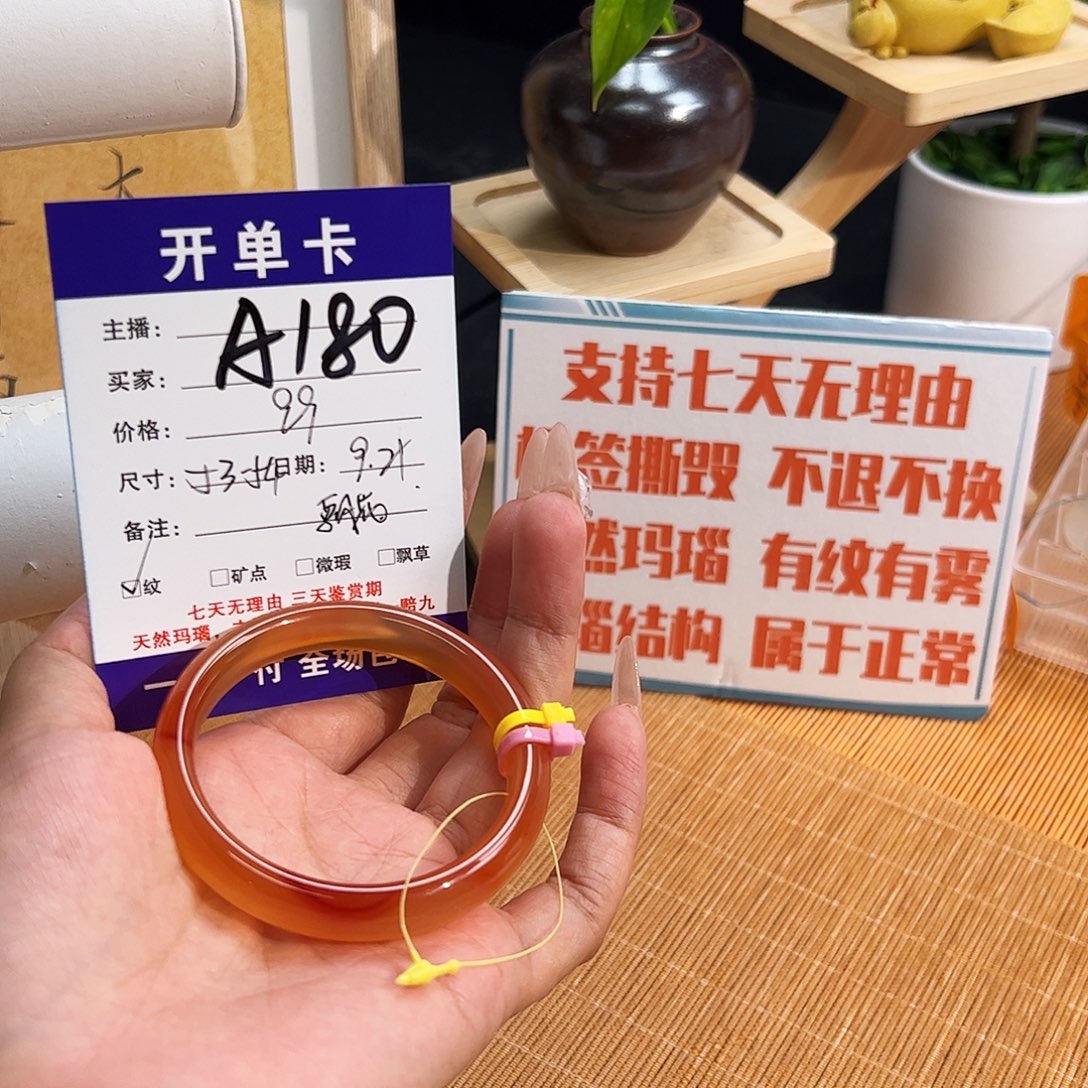 开单卡
主播：
A180
买家：
价格：99
尺寸： 日期：
备注：
纹 矿点 微瑕 飘草
七天无理由 三天鉴赏期
天然玛瑙， 赔九
付 全场
支持七天无理由
签撕毁 不退不换
然玛瑙 有纹有雾
瑙结构 属于正常